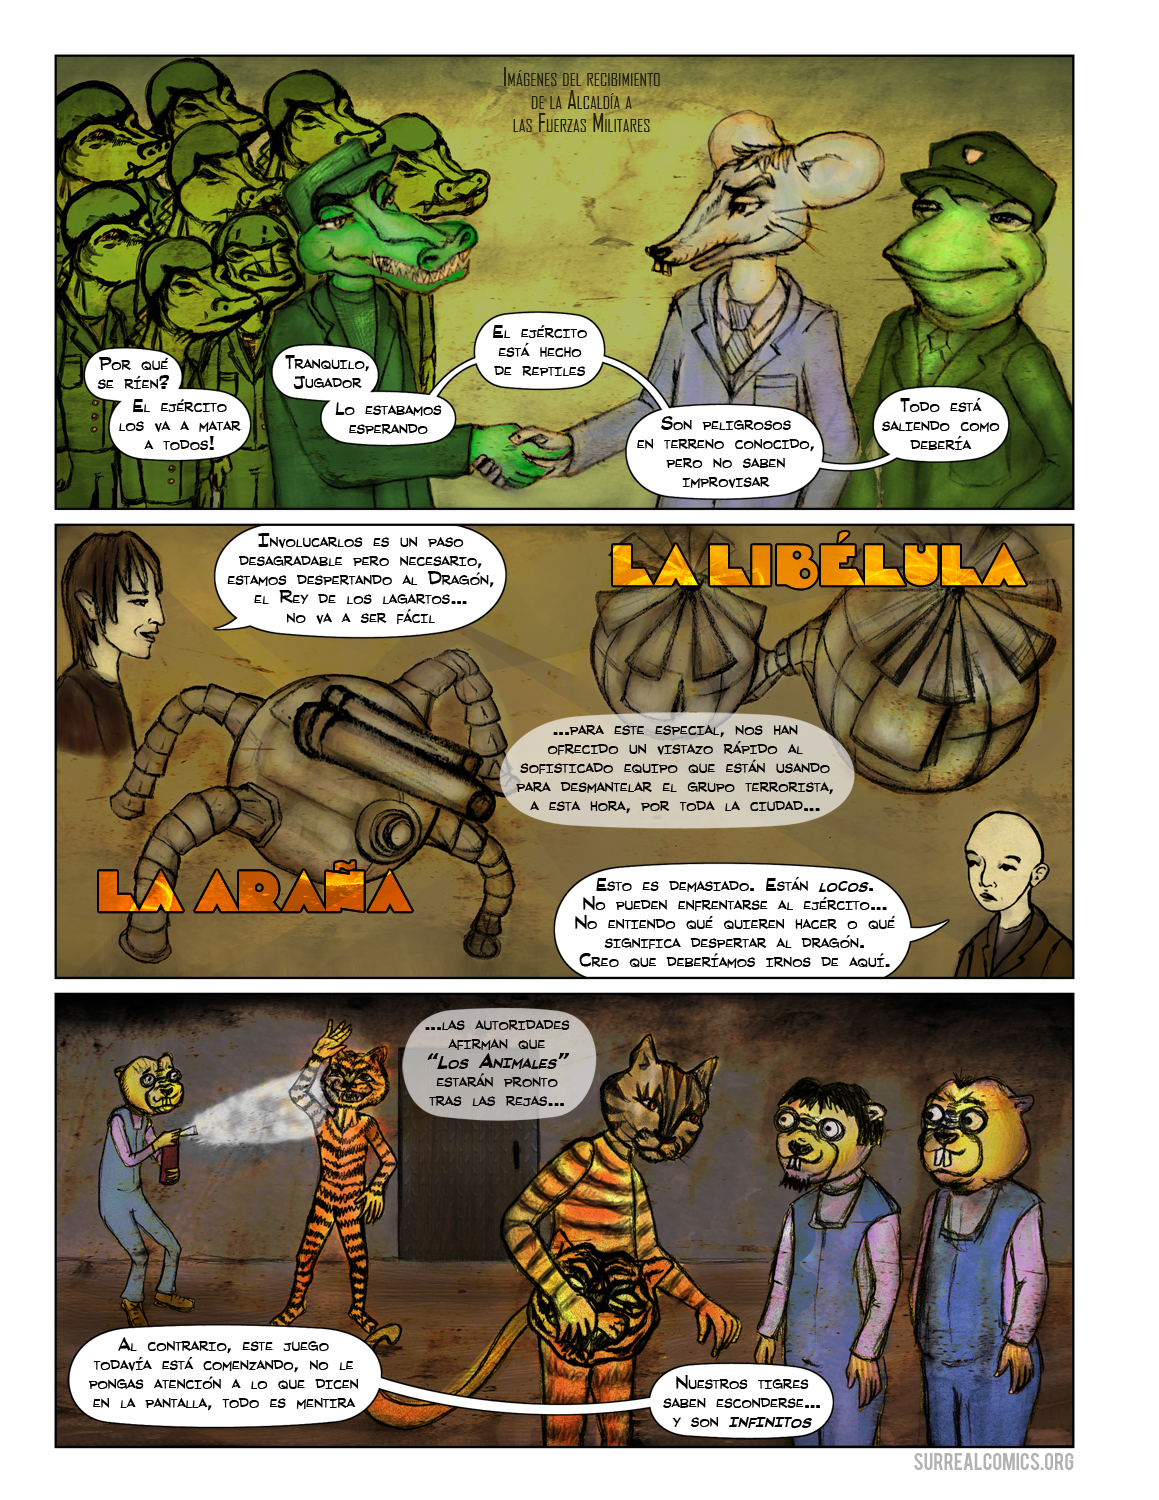 Imágenes del recibimiento
de la Alcaldía a
las Fuerzas Militares
Por qué
se ríen?
El ejército
los va a matar
a todos!
Tranquilo,
Jugador
Lo estabamos
esperando
El ejército
está hecho
de reptiles
Son peligrosos
en terreno conocido,
pero no saben
improvisar
Todo está
saliendo como
debería
Involucarlos es un paso
desagradable pero necesario,
estamos despertando al Dragón,
el Rey de los lagartos...
no va a ser fácil
LA LIBÉLULA
...para este especial, nos han
ofrecido un vistazo rápido al
sofisticado equipo que están usando
para desmantelar el grupo terrorista,
a esta hora, por toda la ciudad...
LA ARAÑA
Esto es demasiado. Están locos.
No pueden enfrentarse al ejército...
No entiendo qué quieren hacer o qué
significa despertar al dragón.
Creo que deberíamos irnos de aquí.
...las autoridades
afirman que
"Los Animales"
estarán pronto
tras las rejas...
Al contrario, este juego
todavía está comenzando, no le
pongas atención a lo que dicen
en la pantalla, todo es mentira
Nuestros tigres
saben esconderse...
y son infinitos
SURREALCOMICS.ORG